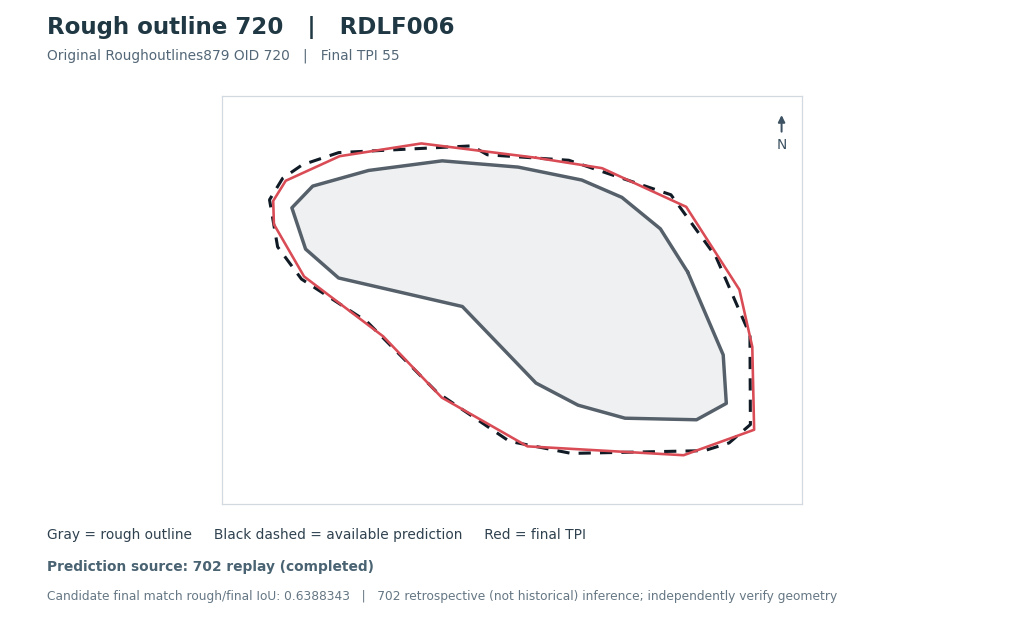 Rough outline 720   |   RDLF006
Original Roughoutlines879 OID 720   |   Final TPI 55
N
Gray = rough outline     Black dashed = available prediction     Red = final TPI
Prediction source: 702 replay (completed)
Candidate final match rough/final IoU: 0.6388343   |   702 retrospective (not historical) inference; independently verify geometry